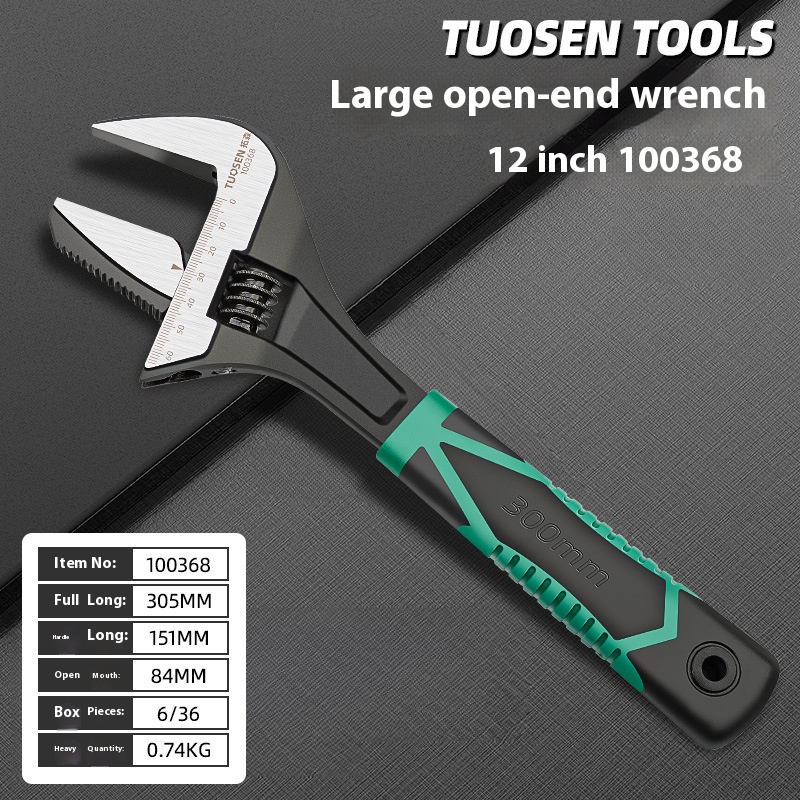 TUOSEN TOOLS
Large open-end wrench
12 inch 100368
TUOSEN 拓森
100368
0
10
20
30
40
50
60
300mm
Item No: 100368
Full Long: 305MM
Handle Long: 151MM
Open Mouth: 84MM
Box Pieces: 6/36
Heavy Quantity: 0.74KG